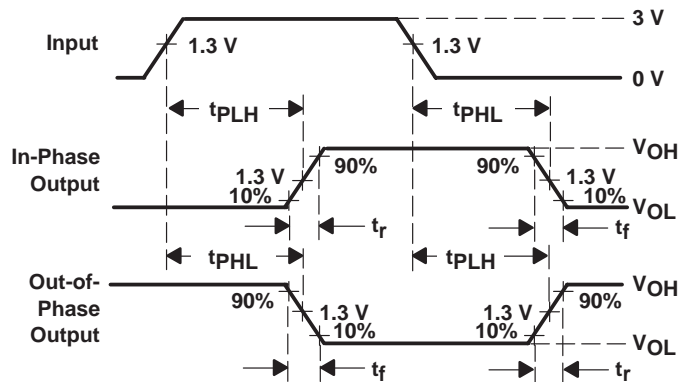 3 V
Input
1.3 V
1.3 V
0 V
tPLH
tPHL
In-Phase
Output
90%
90%
VOH
1.3 V
1.3 V
10%
10%
VOL
tr
tf
tPHL
tPLH
Out-of-
Phase
Output
90%
90%
VOH
1.3 V
1.3 V
10%
10%
VOL
tf
tr